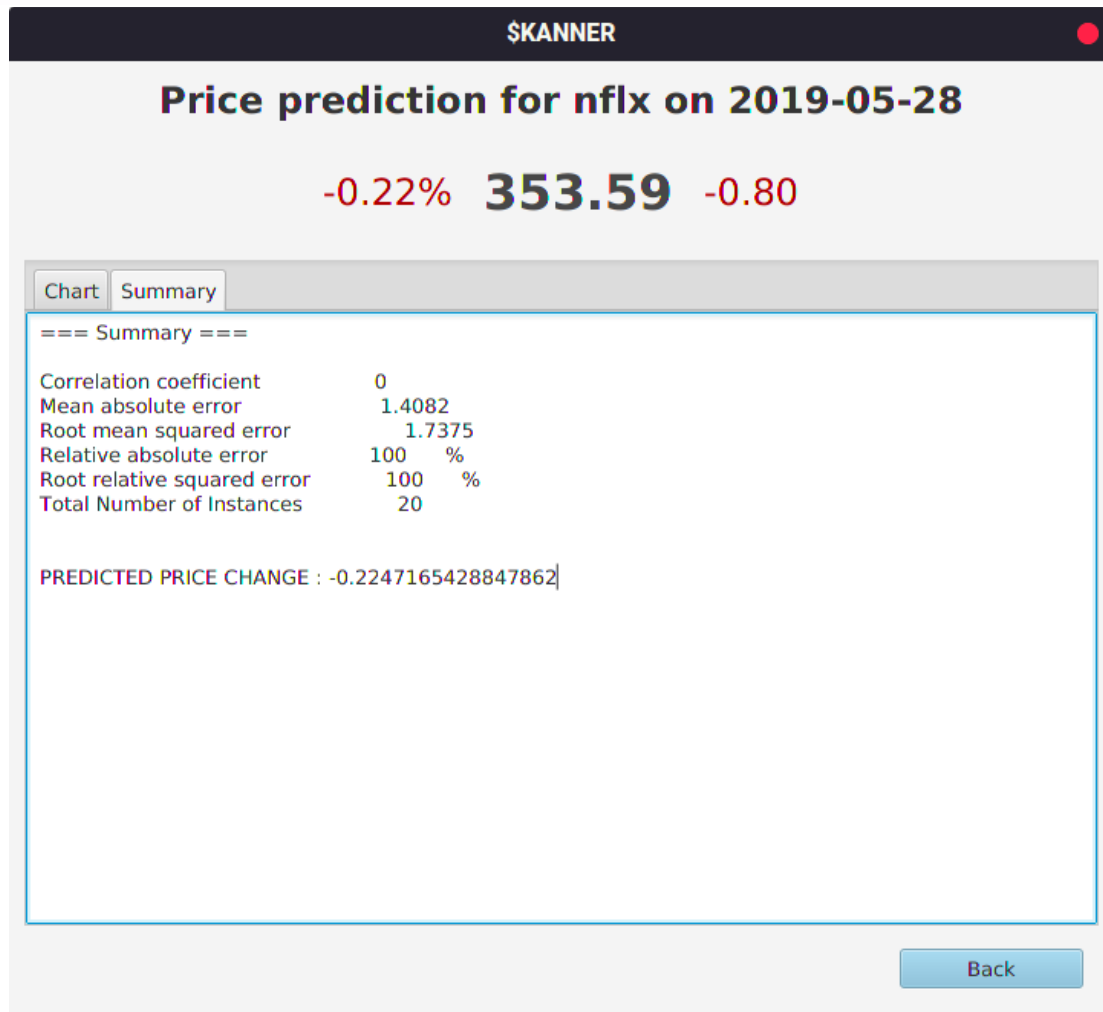 $KANNER
Price prediction for nflx on 2019-05-28
-0.22% 353.59 -0.80
Chart Summary
=== Summary ===
Correlation coefficient 0
Mean absolute error 1.4082
Root mean squared error 1.7375
Relative absolute error 100 %
Root relative squared error 100 %
Total Number of Instances 20
PREDICTED PRICE CHANGE : -0.2247165428847862
Back